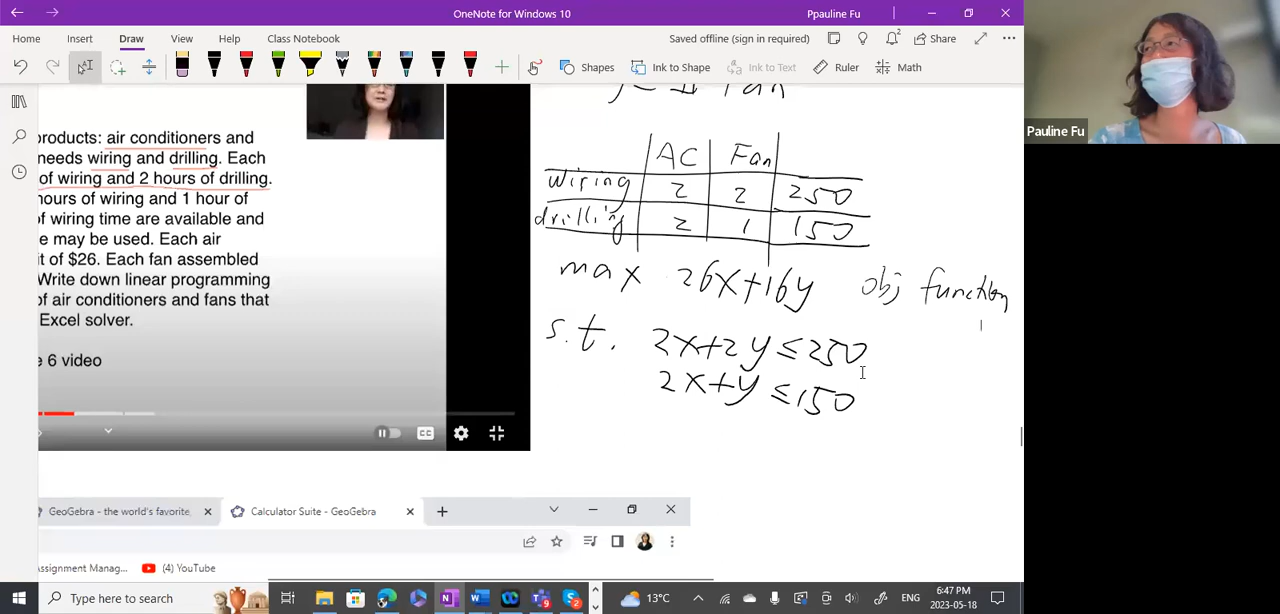 OneNote for Windows 10
Ppauline Fu
Home Insert Draw View Help Class Notebook
Saved offline (sign in required)
Share
Shapes Ink to Shape Ink to Text Ruler Math
Pauline Fu
Fan
products: air conditioners and
needs wiring and drilling. Each
of wiring and 2 hours of drilling.
ours of wiring and 1 hour of
f wiring time are available and
e may be used. Each air
it of $26. Each fan assembled
Write down linear programming
of air conditioners and fans that
Excel solver.
e 6 video
CC
AC Fan
wiring 2 2 250
drilling 2 1 150
max 26x+16y obj function
s.t. 2x+2y≤250
2x+y≤150
GeoGebra - the world's favorite,
Calculator Suite - GeoGebra
Assignment Manag...
(4) YouTube
Type here to search
13°C
ENG
6:47 PM
2023-05-18